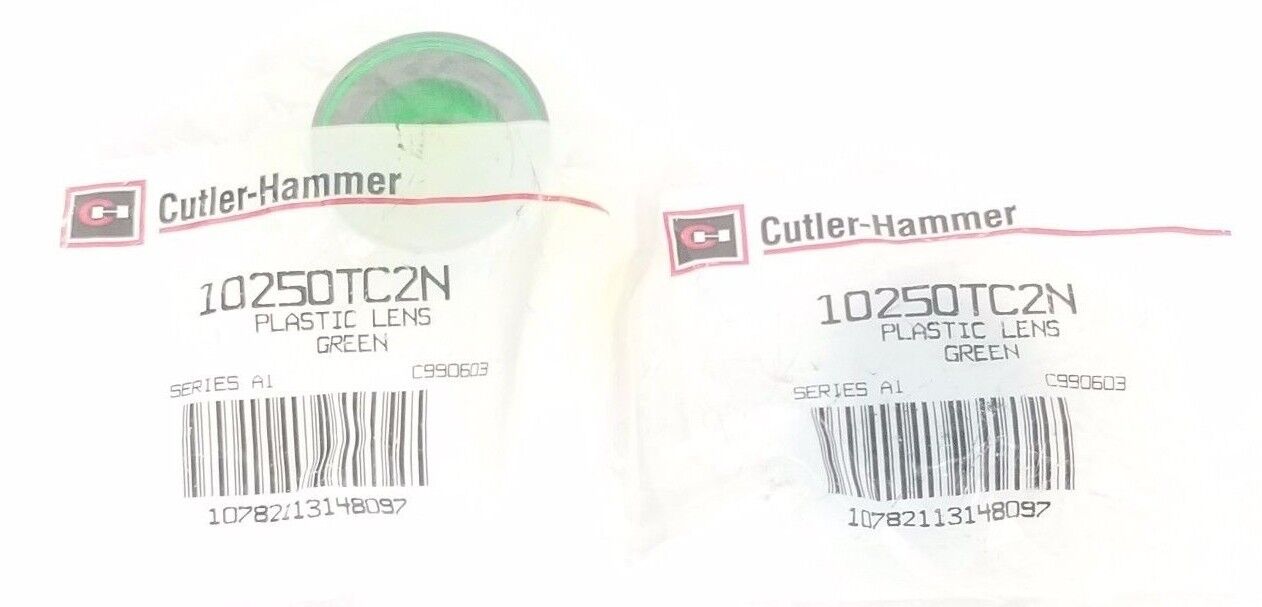 Cutler-Hammer
10250TC2N
PLASTIC LENS
GREEN
SERIES A1 C990603
10782113148097
Cutler-Hammer
10250TC2N
PLASTIC LENS
GREEN
SERIES A1 C990603
10782113148097